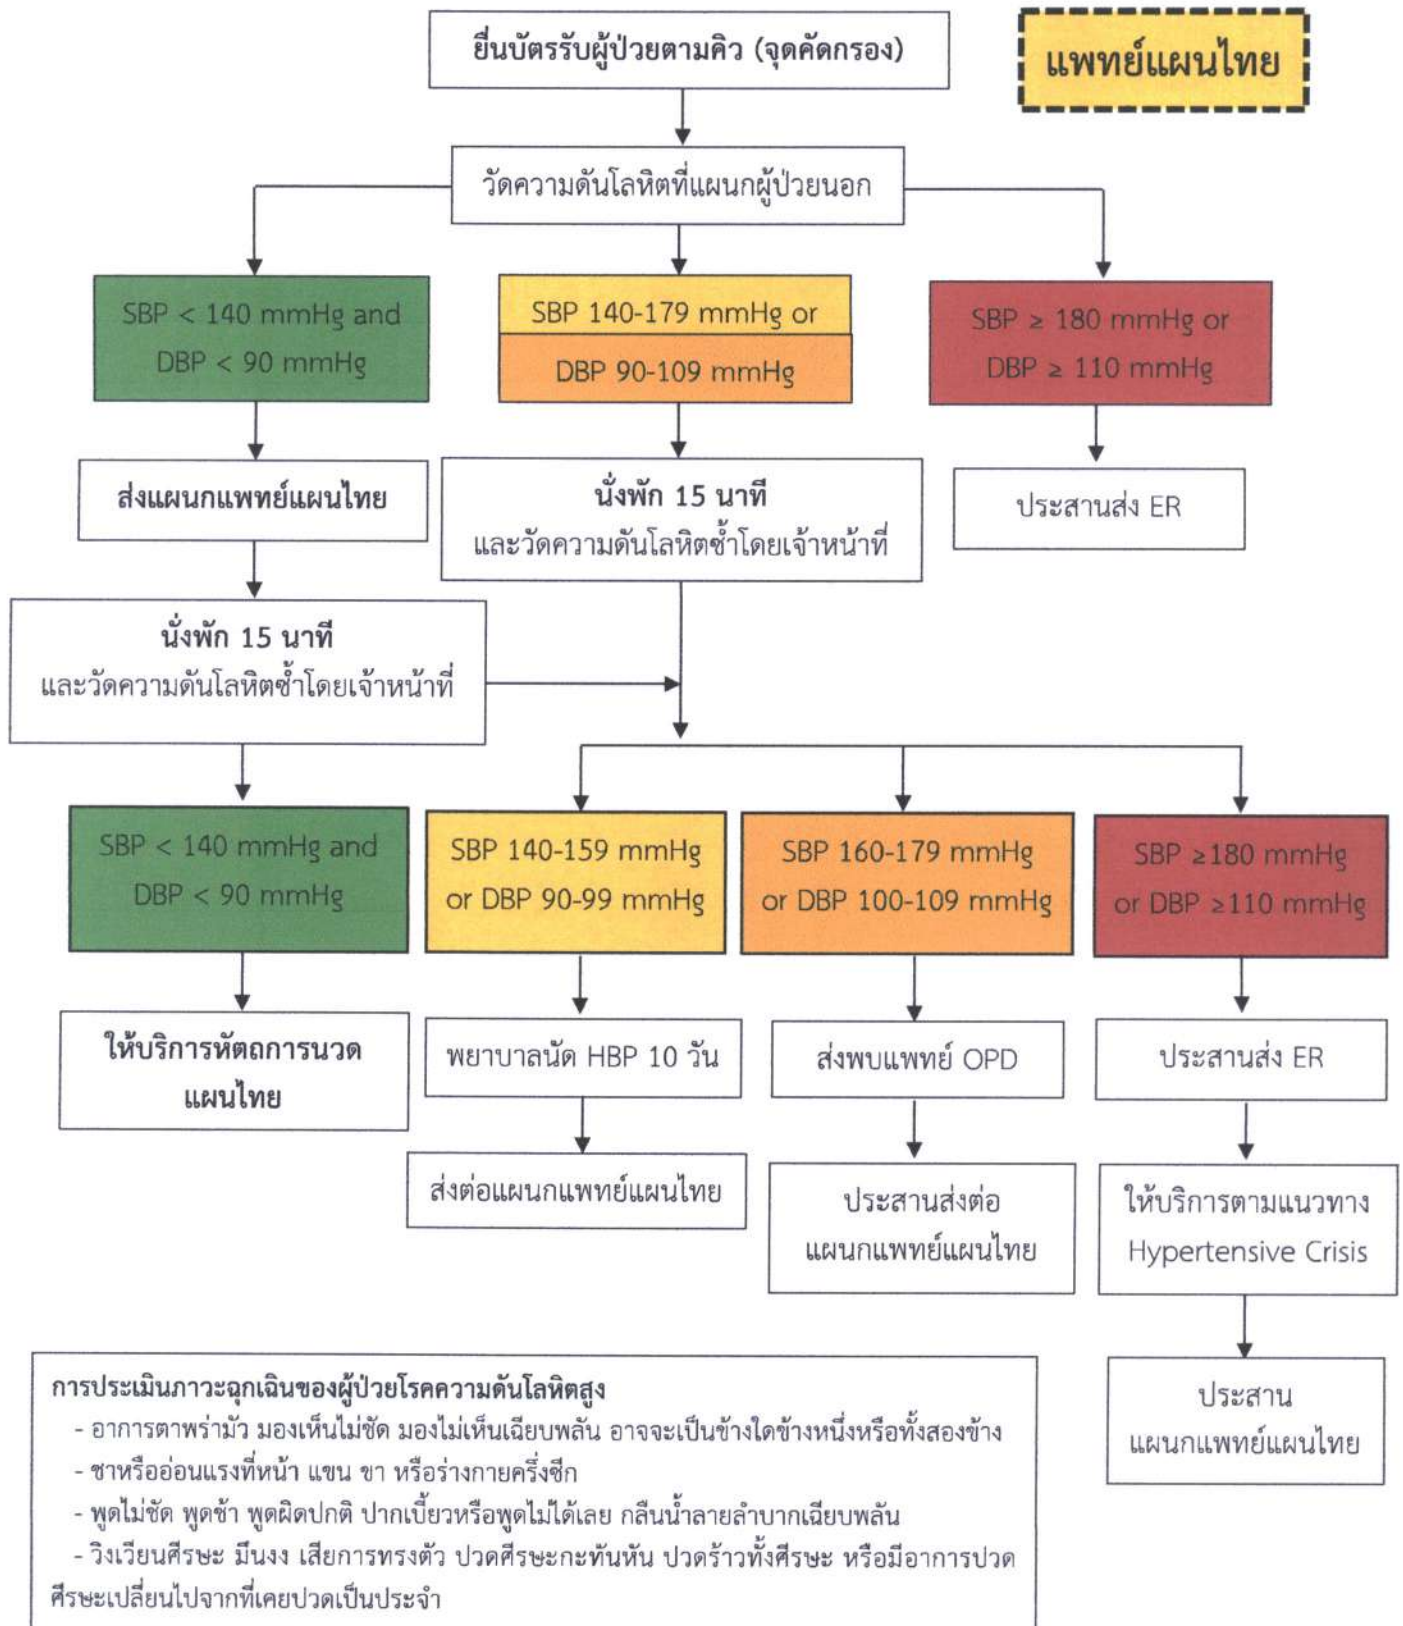 ยื่นบัตรรับผู้ป่วยตามคิว (จุดคัดกรอง)
แพทย์แผนไทย
วัดความดันโลหิตที่แผนกผู้ป่วยนอก
SBP < 140 mmHg and
DBP < 90 mmHg
SBP 140-179 mmHg or
DBP 90-109 mmHg
SBP ≥ 180 mmHg or
DBP ≥ 110 mmHg
ส่งแผนกแพทย์แผนไทย
นั่งพัก 15 นาที
และวัดความดันโลหิตซ้ำโดยเจ้าหน้าที่
ประสานส่ง ER
นั่งพัก 15 นาที
และวัดความดันโลหิตซ้ำโดยเจ้าหน้าที่
SBP < 140 mmHg and
DBP < 90 mmHg
SBP 140-159 mmHg
or DBP 90-99 mmHg
SBP 160-179 mmHg
or DBP 100-109 mmHg
SBP ≥180 mmHg
or DBP ≥110 mmHg
ให้บริการหัตถการนวด
แผนไทย
พยาบาลนัด HBP 10 วัน
ส่งพบแพทย์ OPD
ประสานส่ง ER
ส่งต่อแผนกแพทย์แผนไทย
ประสานส่งต่อ
แผนกแพทย์แผนไทย
ให้บริการตามแนวทาง
Hypertensive Crisis
ประสาน
แผนกแพทย์แผนไทย
การประเมินภาวะฉุกเฉินของผู้ป่วยโรคความดันโลหิตสูง
- อาการตาพร่ามัว มองเห็นไม่ชัด มองไม่เห็นเฉียบพลัน อาจจะเป็นข้างใดข้างหนึ่งหรือทั้งสองข้าง
- ชาหรืออ่อนแรงที่หน้า แขน ขา หรือร่างกายครึ่งซีก
- พูดไม่ชัด พูดช้า พูดผิดปกติ ปากเบี้ยวหรือพูดไม่ได้เลย กลืนน้ำลายลำบากเฉียบพลัน
- วิงเวียนศีรษะ มึนงง เสียการทรงตัว ปวดศีรษะกะทันหัน ปวดร้าวทั้งศีรษะ หรือมีอาการปวด
ศีรษะเปลี่ยนไปจากที่เคยปวดเป็นประจำ